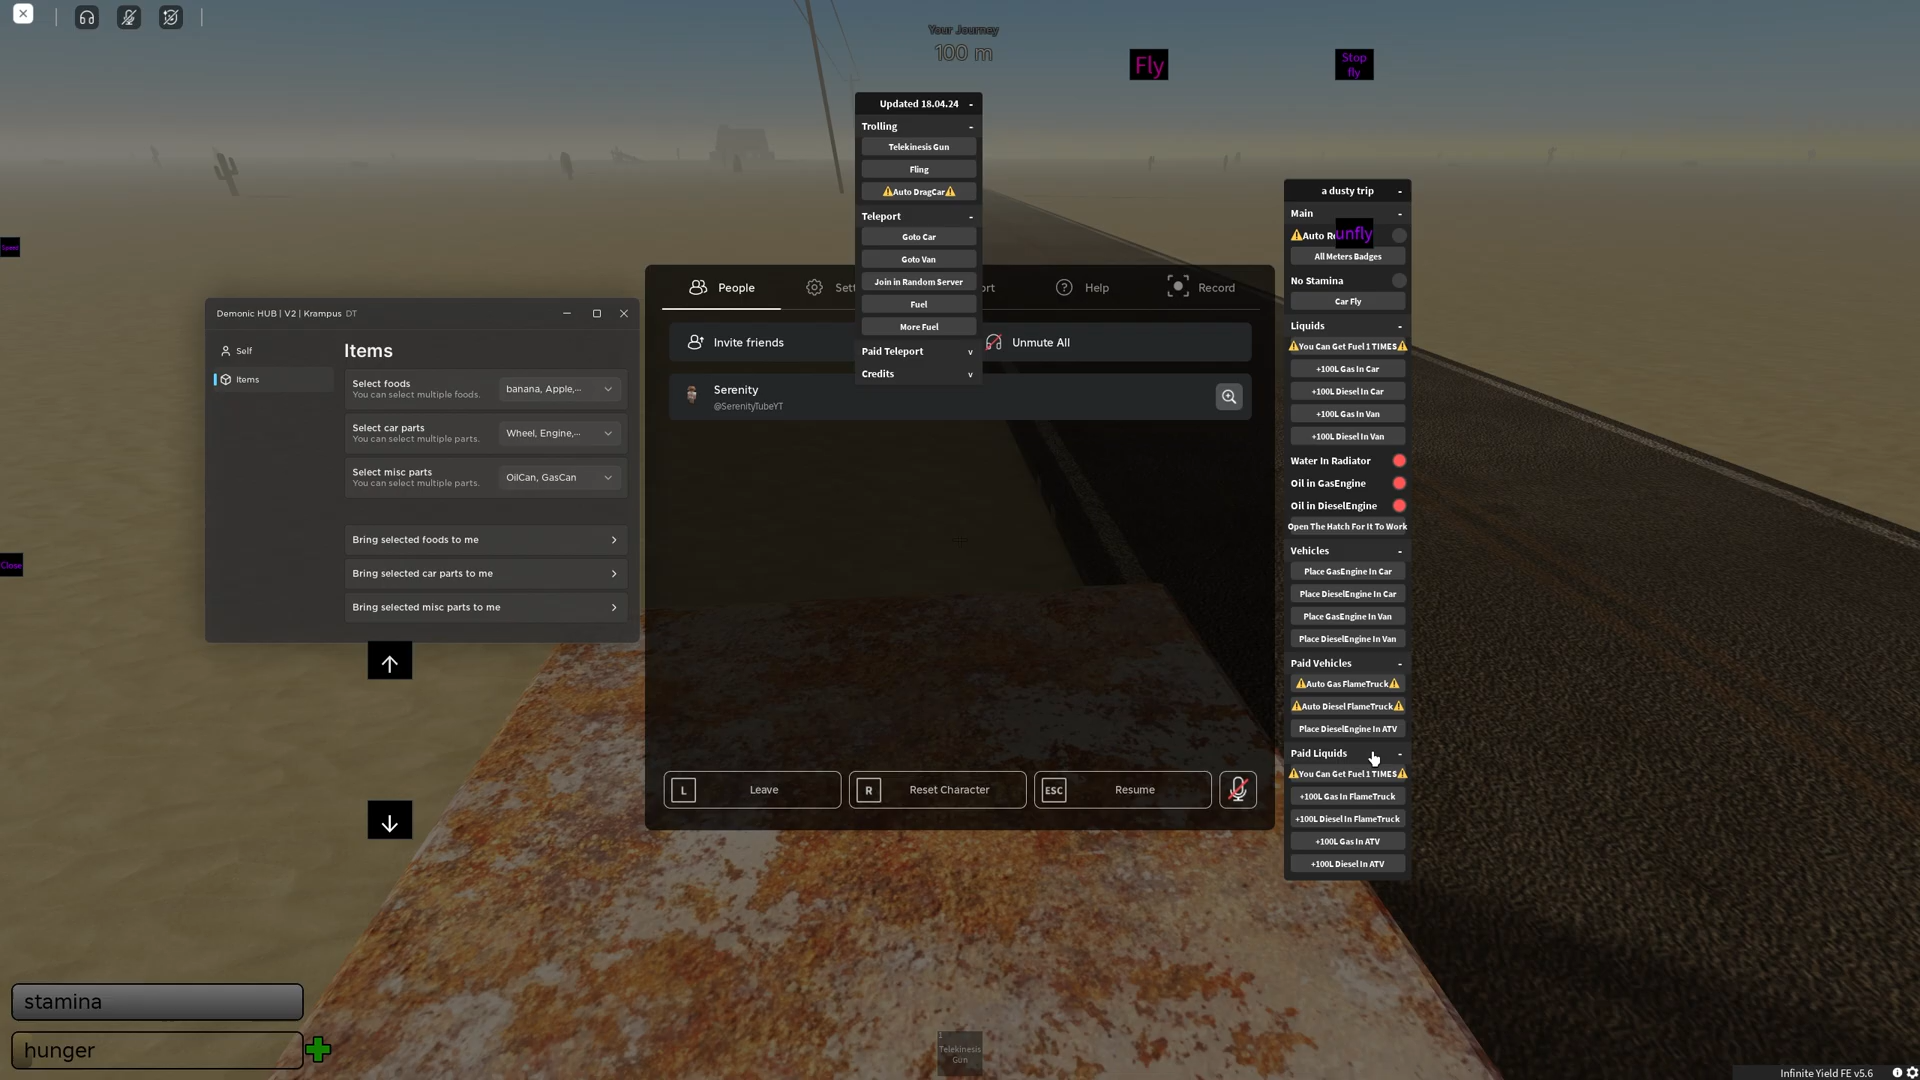 Your Journey
100 m
Fly
Stop
fly
Updated 18.04.24 -
Trolling -
Telekinesis Gun
Fling
⚠Auto DragCar⚠
Teleport -
Goto Car
Goto Van
Join in Random Server
Fuel
More Fuel
Paid Teleport v
Credits v
a dusty trip -
Main -
⚠Auto
unfly
All Meters Badges
No Stamina
Car Fly
Liquids -
⚠You Can Get Fuel 1 TIMES⚠
+100L Gas In Car
+100L Diesel In Car
+100L Gas In Van
+100L Diesel In Van
Water In Radiator
Oil in GasEngine
Oil in DieselEngine
Open The Hatch For It To Work
Vehicles -
Place GasEngine In Car
Place DieselEngine In Car
Place GasEngine In Van
Place DieselEngine In Van
Paid Vehicles -
⚠Auto Gas FlameTruck⚠
⚠Auto Diesel FlameTruck⚠
Place DieselEngine In ATV
Paid Liquids -
⚠You Can Get Fuel 1 TIMES⚠
+100L Gas In FlameTruck
+100L Diesel In FlameTruck
+100L Gas In ATV
+100L Diesel In ATV
Speed
Close
Demonic HUB | V2 | Krampus DT
Self
Items
Items
Select foods
You can select multiple foods.
banana, Apple,...
Select car parts
You can select multiple parts.
Wheel, Engine,...
Select misc parts
You can select multiple parts.
OilCan, GasCan
Bring selected foods to me
Bring selected car parts to me
Bring selected misc parts to me
↑
↓
People
Sett
ort
Help
Record
Invite friends
Unmute All
Serenity
@SerenityTubeYT
L Leave
R Reset Character
ESC Resume
stamina
hunger
1
Telekinesis
Gun
Infinite Yield FE v5.6